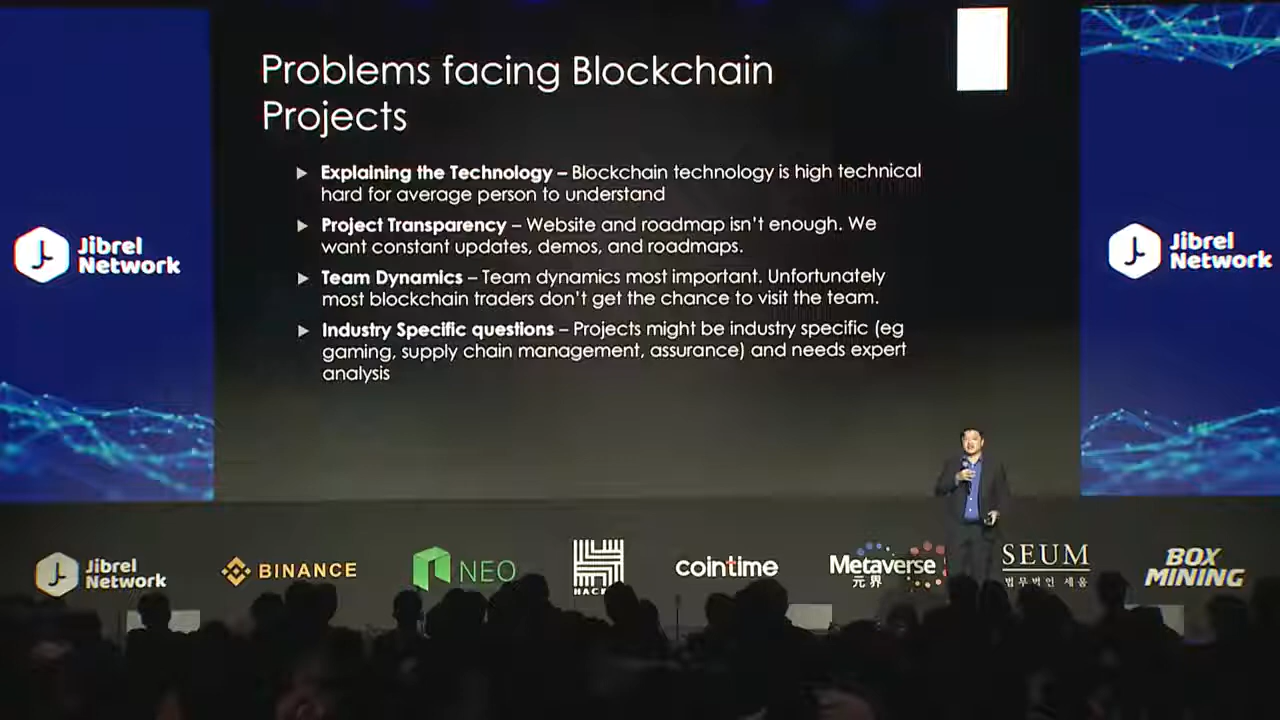 Problems facing Blockchain
Projects
Explaining the Technology – Blockchain technology is high technical
hard for average person to understand
Project Transparency – Website and roadmap isn't enough. We
want constant updates, demos, and roadmaps.
Team Dynamics – Team dynamics most important. Unfortunately
most blockchain traders don't get the chance to visit the team.
Industry Specific questions – Projects might be industry specific (eg
gaming, supply chain management, assurance) and needs expert
analysis
Jibrel
Network
Jibrel
Network
Jibrel
Network
BINANCE
NEO
HAC
cointime
Metaverse
元界
SEUM
법무법인 세움
BOX
MINING